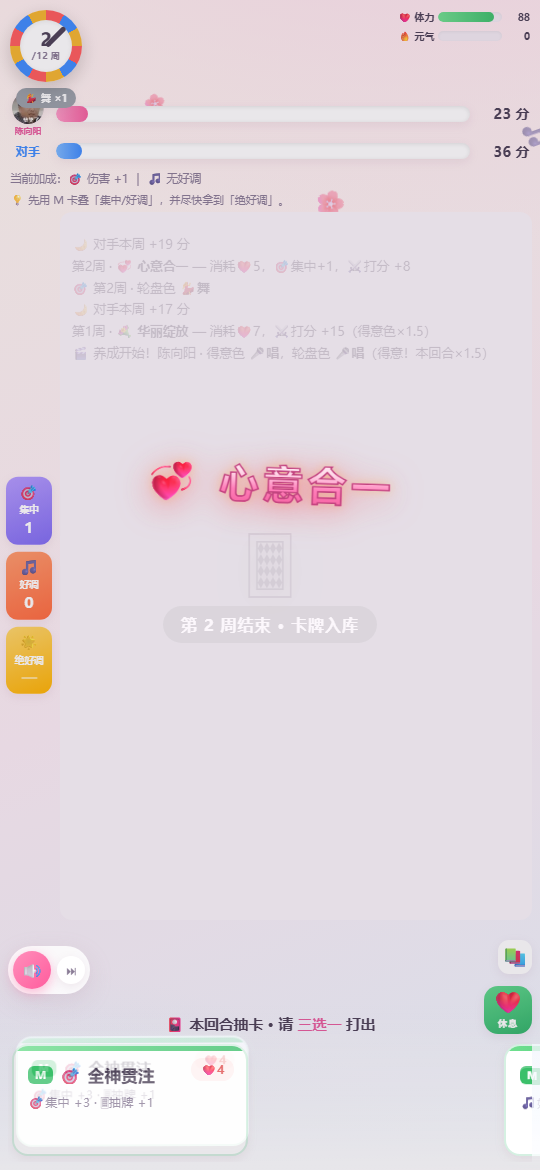 2
/12 周
体力 88
元气 0
舞 ×1
陈向阳
23 分
对手
36 分
当前加成: 伤害 +1 | 无好调
先用 M 卡叠「集中/好调」, 并尽快拿到「绝好调」。
对手本周 +19 分
第2周 · 心意合一 — 消耗 5, 集中+1, 打分 +8
第2周 · 轮盘色 舞
对手本周 +17 分
第1周 · 华丽绽放 — 消耗 7, 打分 +15（得意色×1.5）
养成开始! 陈向阳 · 得意色 唱, 轮盘色 唱（得意! 本回合×1.5）
心意合一
第 2 周结束 • 卡牌入库
集中
1
好调
0
绝好调
—
休息
本回合抽卡 • 请 三选一 打出
M 全神贯注 4
集中 +3 · 抽牌 +1
M